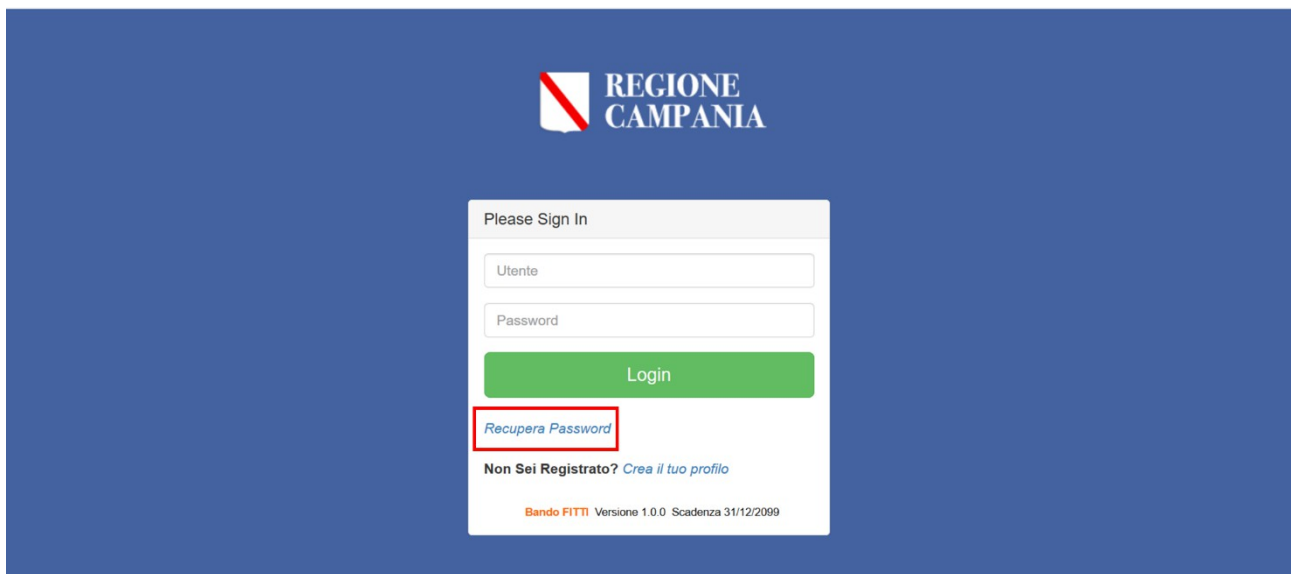 REGIONE
CAMPANIA
Please Sign In
Utente
Password
Login
Recupera Password
Non Sei Registrato? Crea il tuo profilo
Bando FITTI Versione 1.0.0 Scadenza 31/12/2099